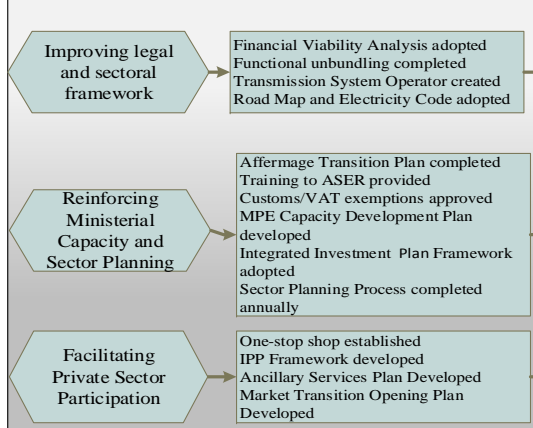 Improving legal
and sectoral
framework
Financial Viability Analysis adopted
Functional unbundling completed
Transmission System Operator created
Road Map and Electricity Code adopted
Reinforcing
Ministerial
Capacity and
Sector Planning
Affermage Transition Plan completed
Training to ASER provided
Customs/VAT exemptions approved
MPE Capacity Development Plan
developed
Integrated Investment Plan Framework
adopted
Sector Planning Process completed
annually
Facilitating
Private Sector
Participation
One-stop shop established
IPP Framework developed
Ancillary Services Plan Developed
Market Transition Opening Plan
Developed